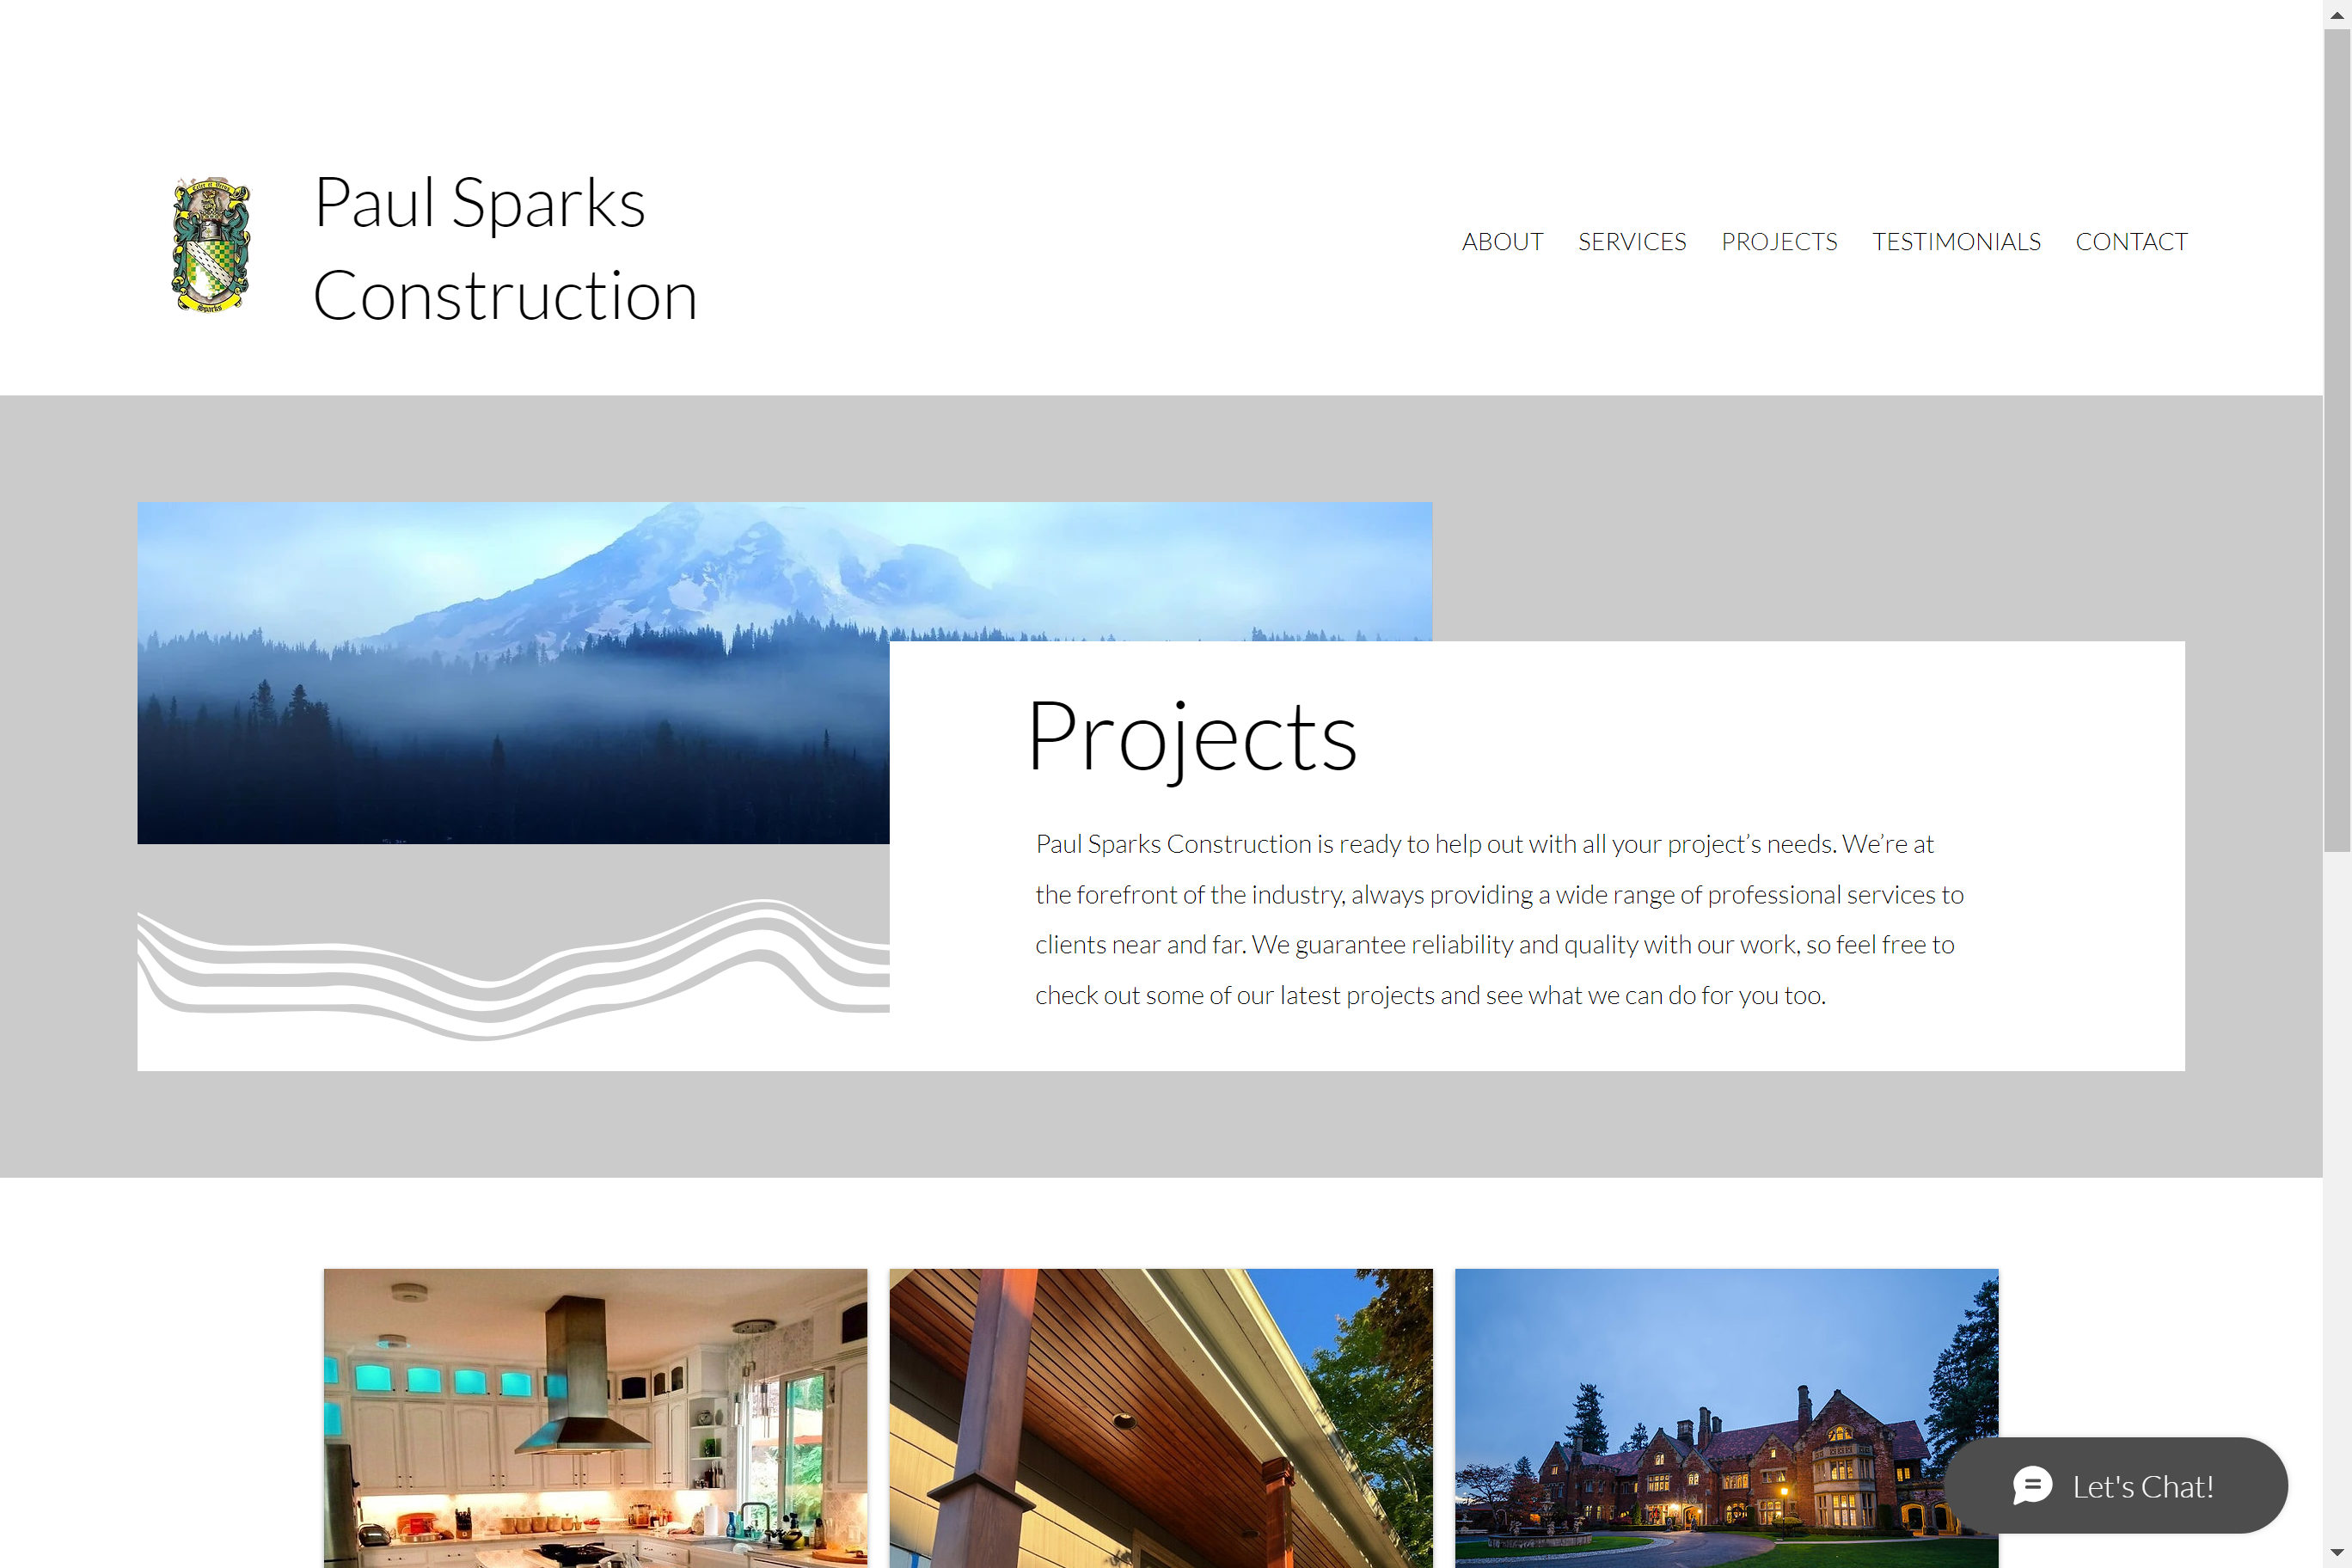 Paul Sparks
Construction
Sparks
ABOUT SERVICES PROJECTS TESTIMONIALS CONTACT
Projects
Paul Sparks Construction is ready to help out with all your project’s needs. We’re at
the forefront of the industry, always providing a wide range of professional services to
clients near and far. We guarantee reliability and quality with our work, so feel free to
check out some of our latest projects and see what we can do for you too.
Let's Chat!